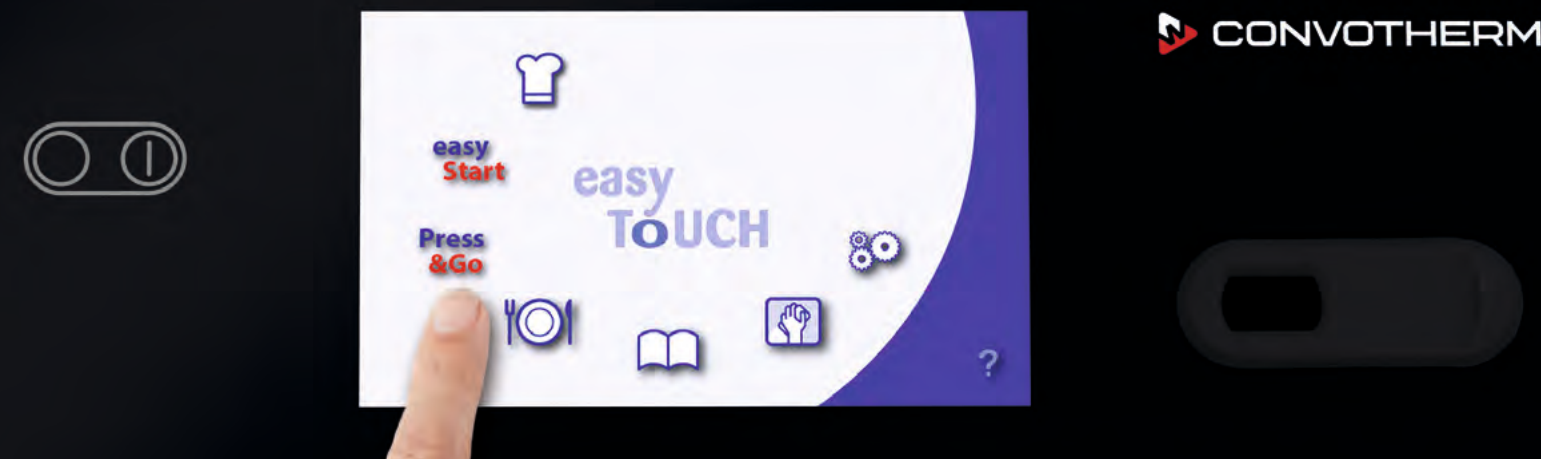 CONVOTHERM
easy
Start
easy
TOUCH
Press
&Go
?